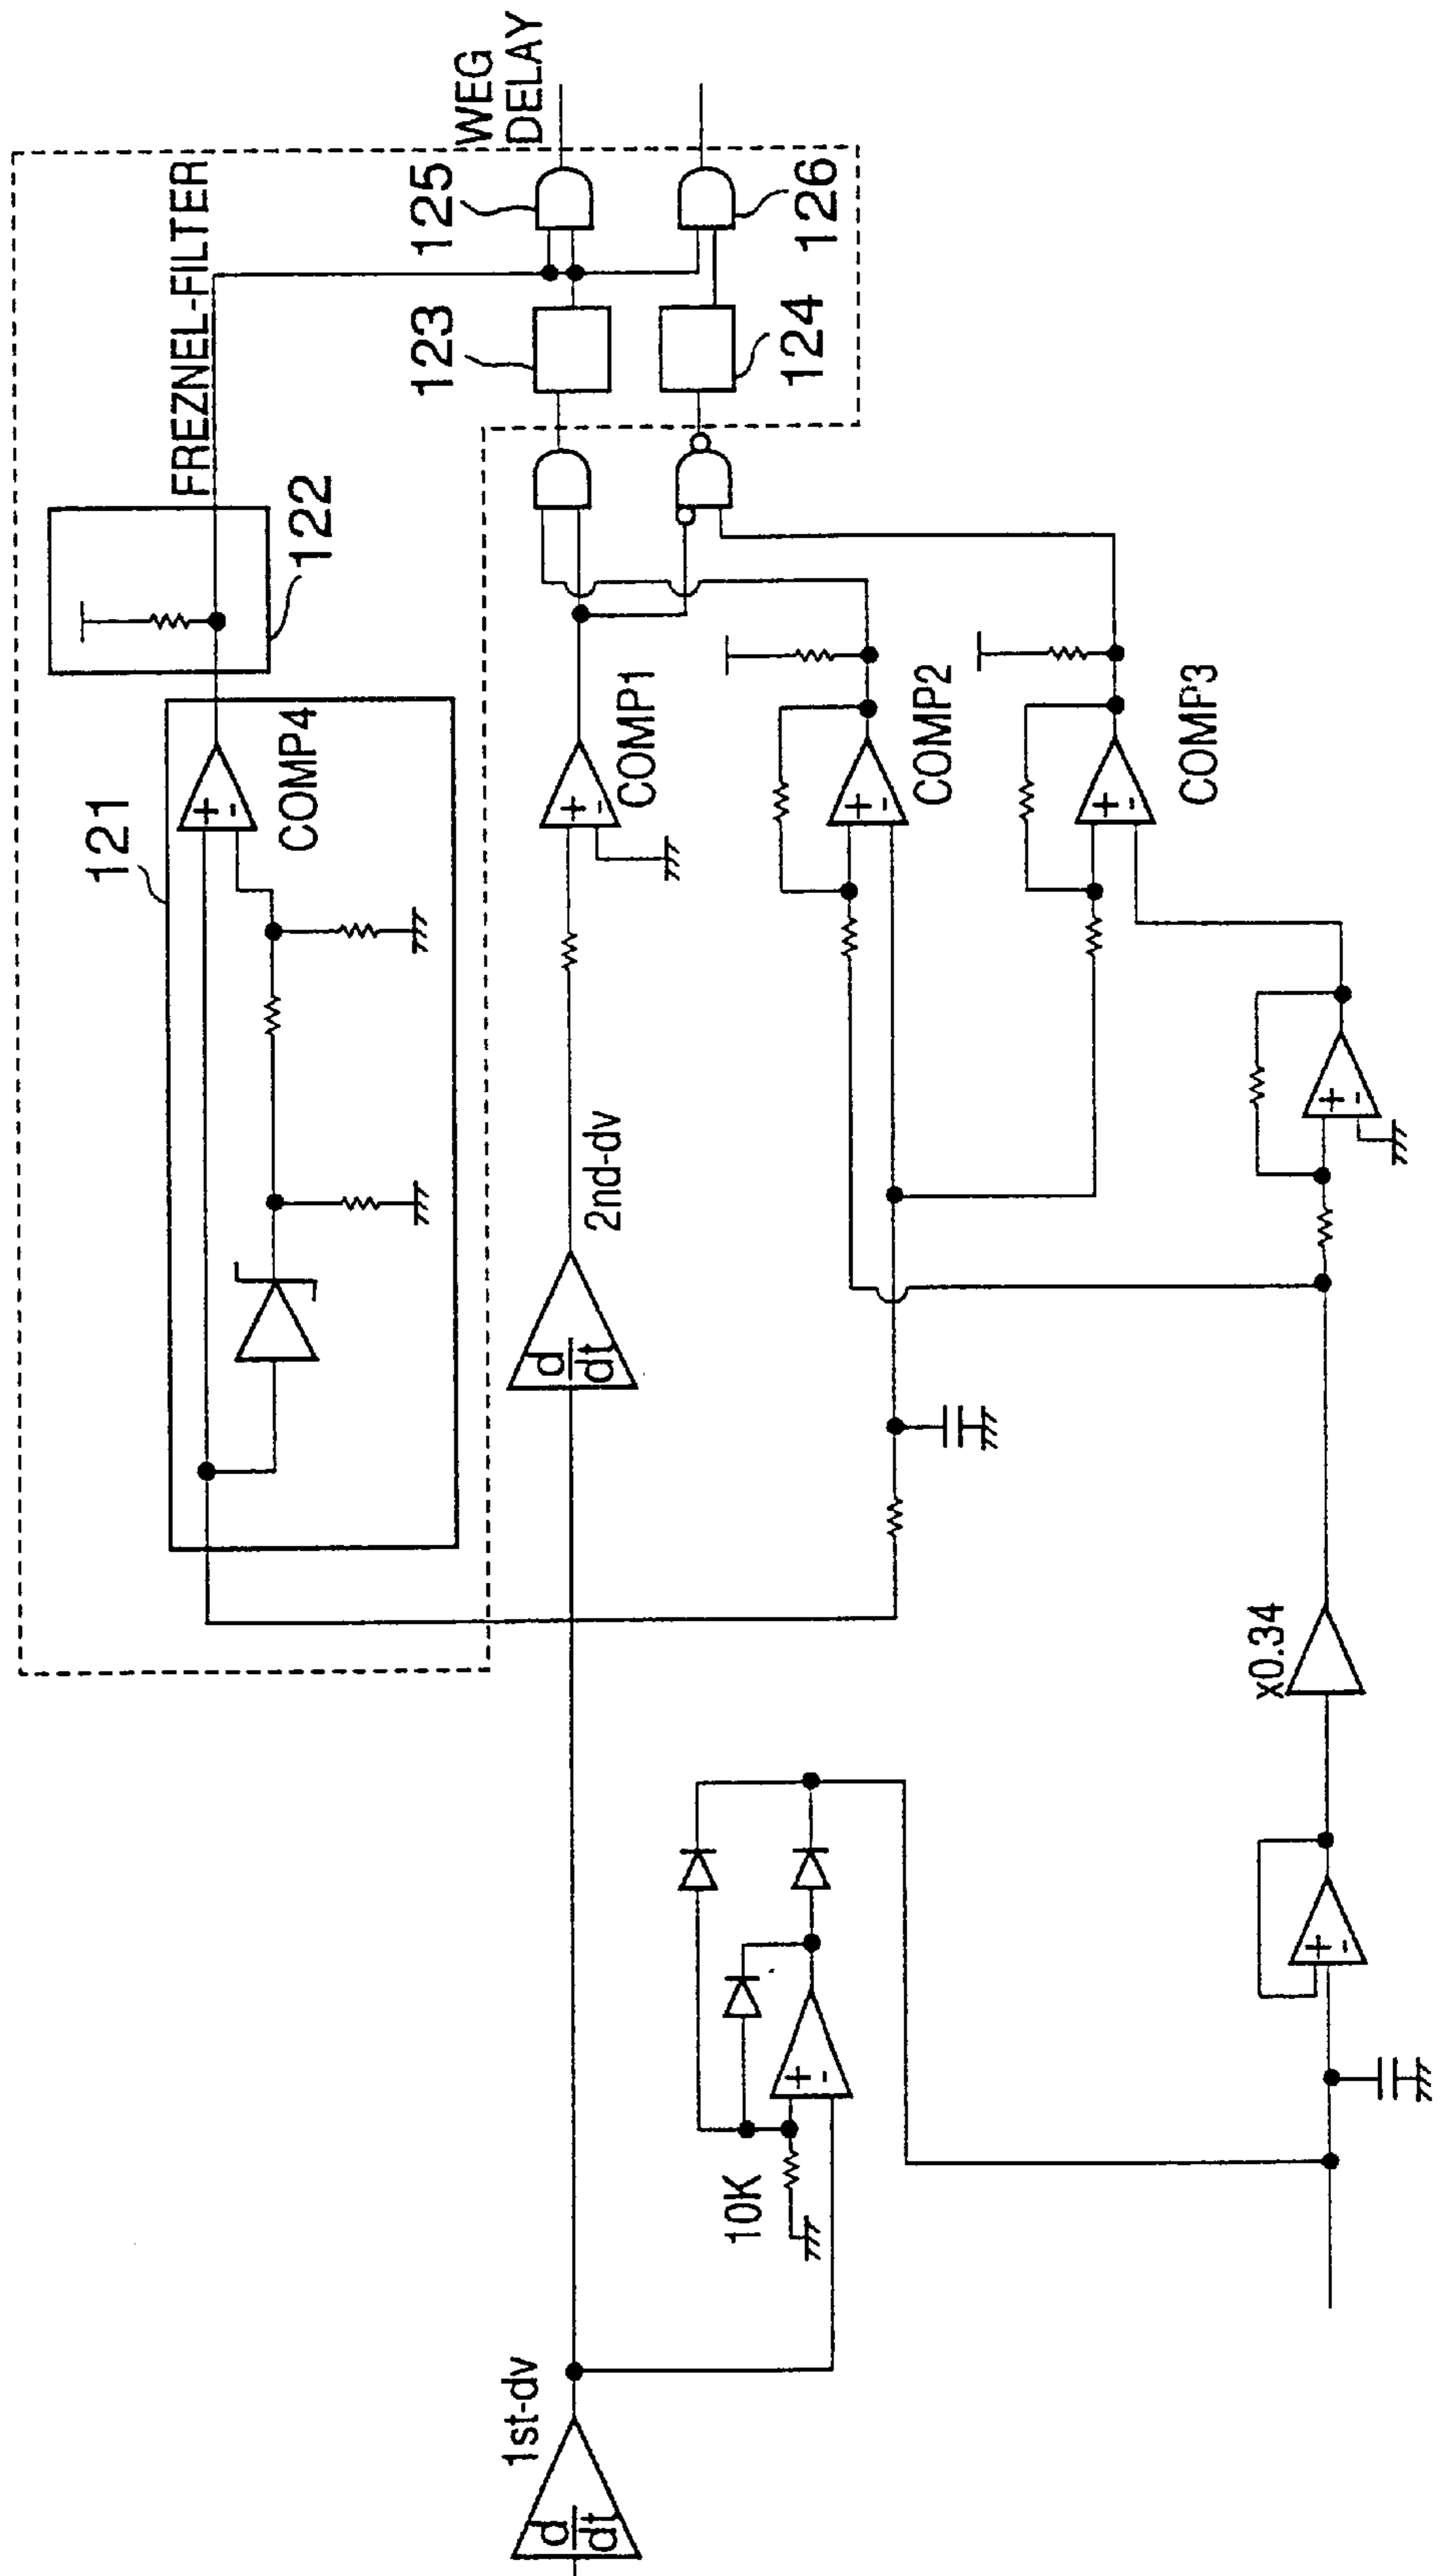 WEG
DELAY
FREZNEL-FILTER
125
126
123
124
122
121
+
-
COMP4
+
-
COMP1
+
-
COMP2
+
-
COMP3
2nd-dv
d
dt
+
-
x0.34
+
-
+
-
10K
1st-dv
d
dt